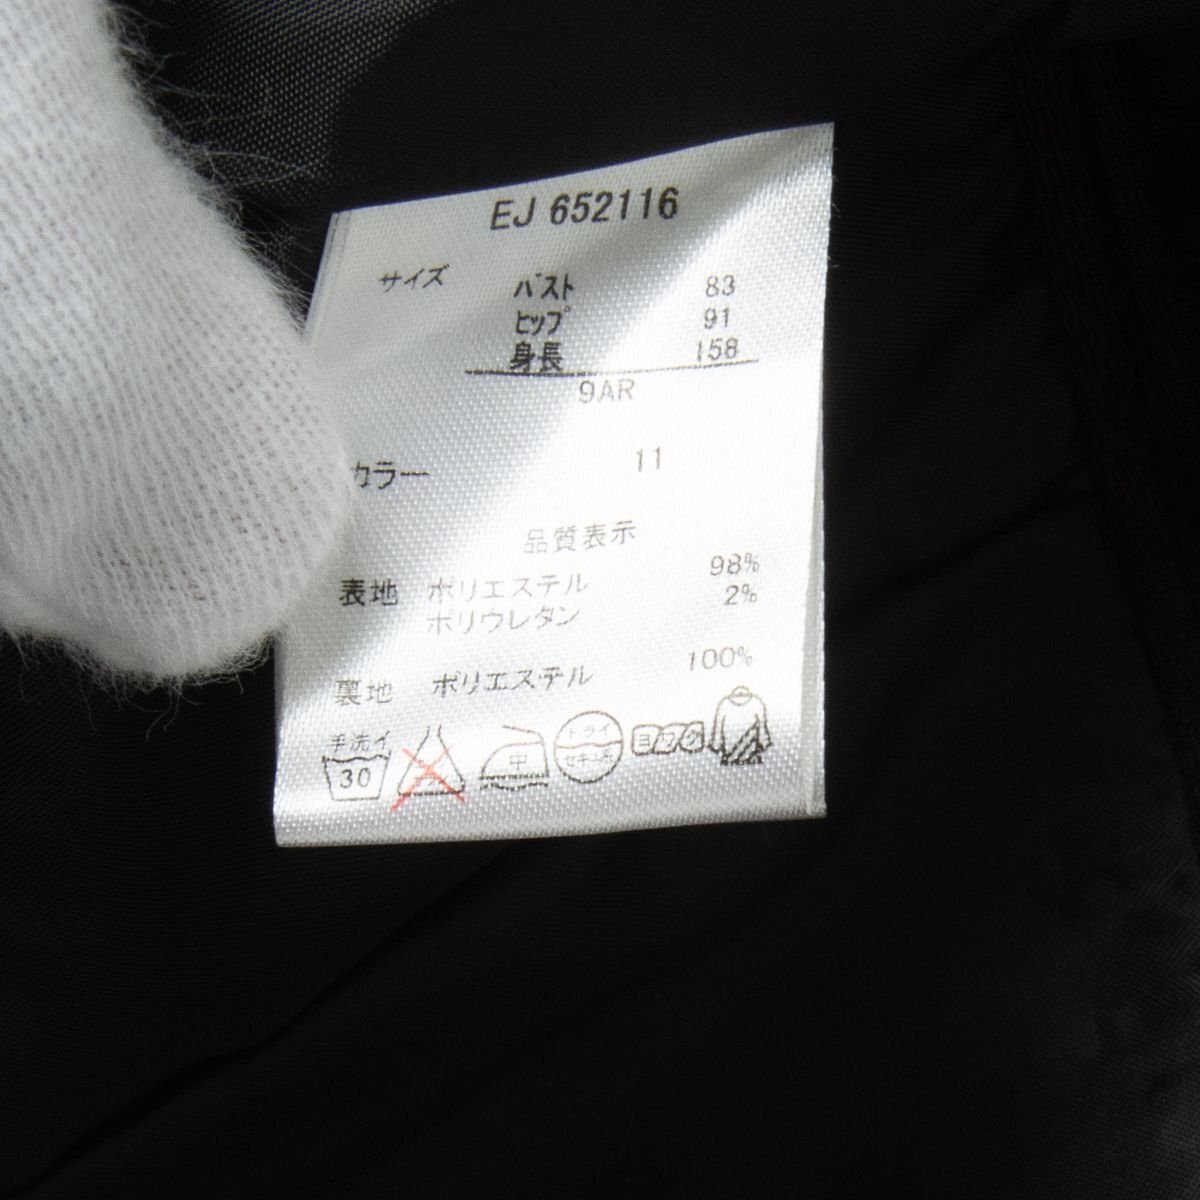 EJ 652116
サイズ バスト 83
ヒップ 91
身長 158
9AR
カラー 11
品質表示
表地 ポリエステル 98%
ポリウレタン 2%
裏地 ポリエステル 100%
手洗イ
30
中
ドライ
セキユ系
ヨワク